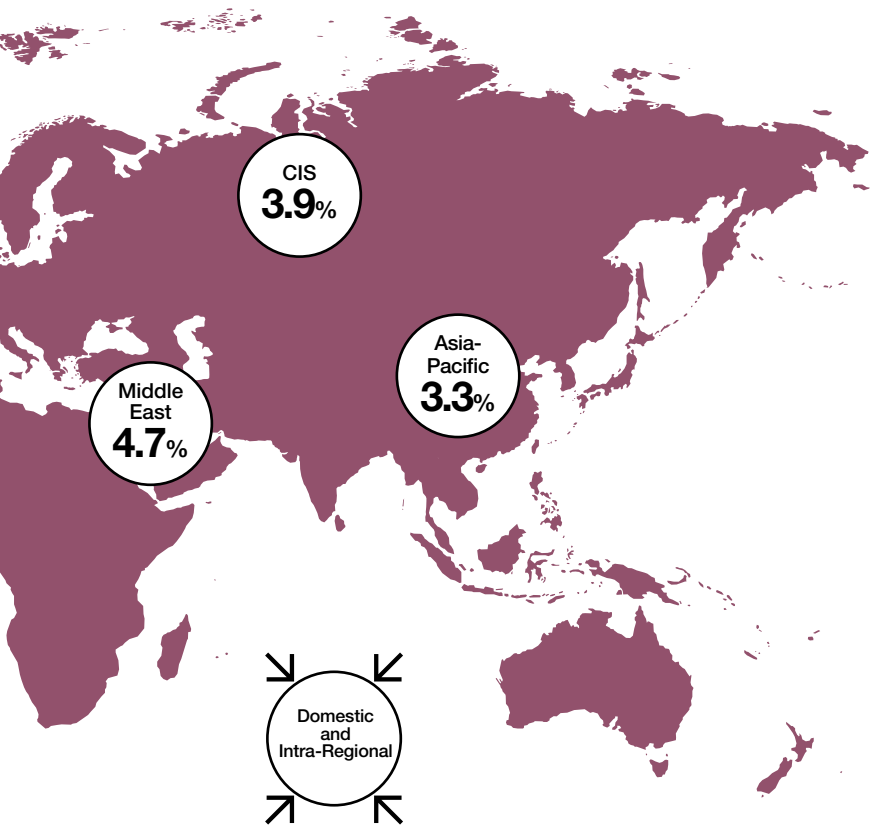 CIS
3.9%
Asia-
Pacific
3.3%
Middle
East
4.7%
Domestic
and
Intra-Regional